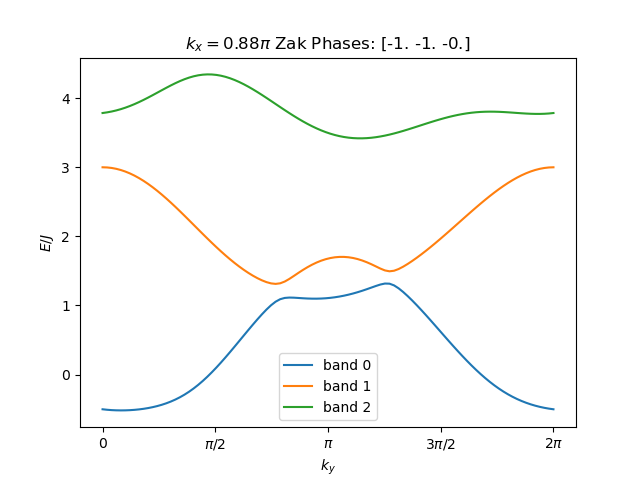 $k_x = 0.88\pi$ Zak Phases: [-1. -1. -0.]
E/J
4
3
2
1
0
band 0
band 1
band 2
0
π/2
π
3π/2
2π
$k_y$